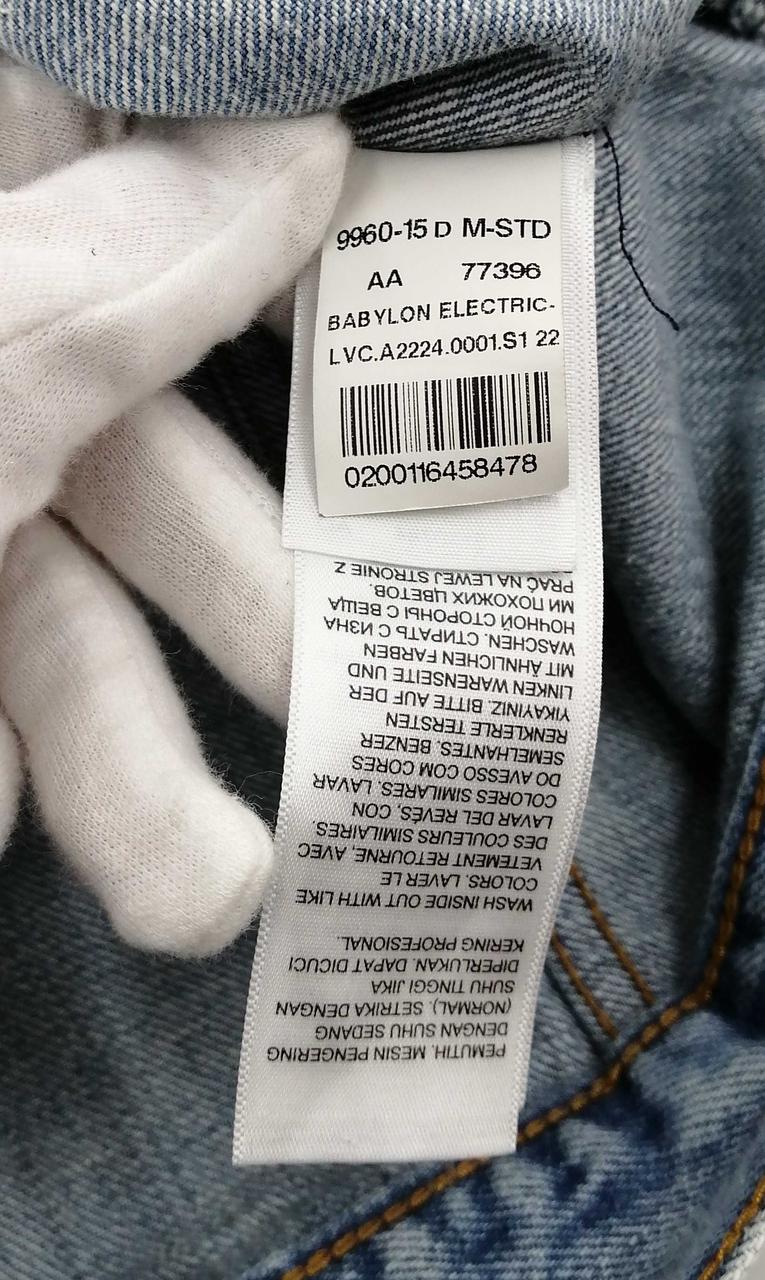 9960-15 D M-STD
AA 77396
BABYLON ELECTRIC-
LVC.A2224.0001.S1 22
0200116458478
PEMUTIH. MESIN PENGERING
DENGAN SUHU SEDANG
(NORMAL). SETRIKA DENGAN
SUHU TINGGI JIKA
DIPERLUKAN. DAPAT DICUCI
KERING PROFESIONAL.
WASH INSIDE OUT WITH LIKE
COLORS. LAVER LE
VETEMENT RETOURNE, AVEC
DES COULEURS SIMILAIRES.
LAVAR DEL REVÉS, CON
COLORES SIMILARES. LAVAR
DO AVESSO COM CORES
SEMELHANTES. BENZER
RENKLERLE TERSTEN
YIKAYINIZ. BITTE AUF DER
LINKEN WARENSEITE UND
MIT ÄHNLICHEN FARBEN
WASCHEN. СТИРАТЬ С ИЗНА
НОЧНОЙ СТОРОНЫ С ВЕЩА
МИ ПОХОЖИХ ЦВЕТОВ.
PRAĆ NA LEWEJ STRONIE Z